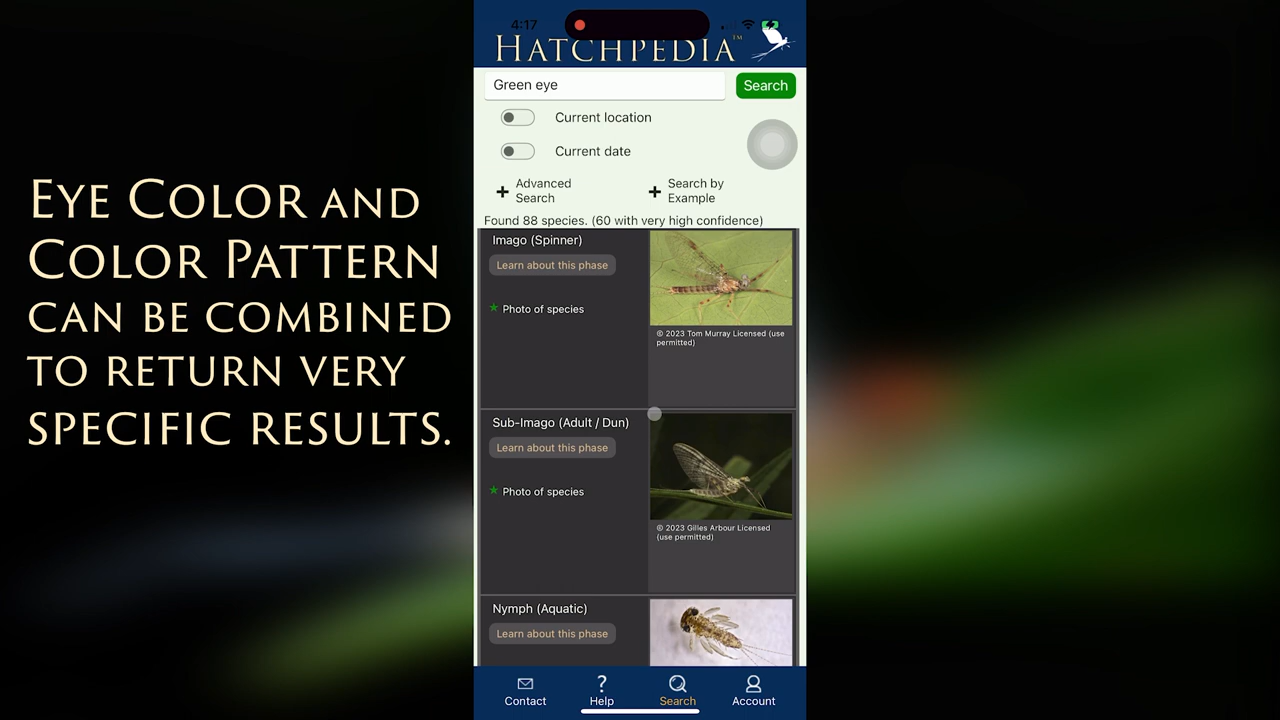 EYE COLOR AND
COLOR PATTERN
CAN BE COMBINED
TO RETURN VERY
SPECIFIC RESULTS.
4:17
HATCHPEDIA™
Green eye
Search
Current location
Current date
+ Advanced
Search
+ Search by
Example
Found 88 species. (60 with very high confidence)
Imago (Spinner)
Learn about this phase
★ Photo of species
© 2023 Tom Murray Licensed (use
permitted)
Sub-Imago (Adult / Dun)
Learn about this phase
★ Photo of species
© 2023 Gilles Arbour Licensed
(use permitted)
Nymph (Aquatic)
Learn about this phase
Contact
? Help
Search
Account